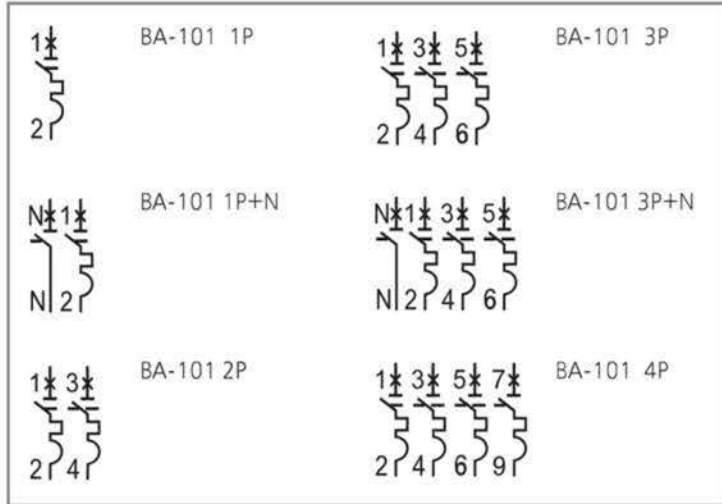 1 BA-101 1P
2
1 3 5 BA-101 3P
2 4 6
N 1 BA-101 1P+N
N 2
N 1 3 5 BA-101 3P+N
N 2 4 6
1 3 BA-101 2P
2 4
1 3 5 7 BA-101 4P
2 4 6 9